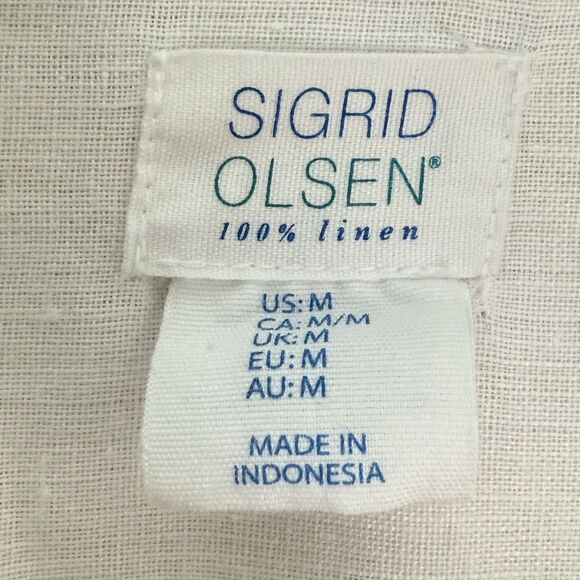 SIGRID
OLSEN®
100% linen
US: M
CA: M/M
UK: M
EU: M
AU: M
MADE IN
INDONESIA